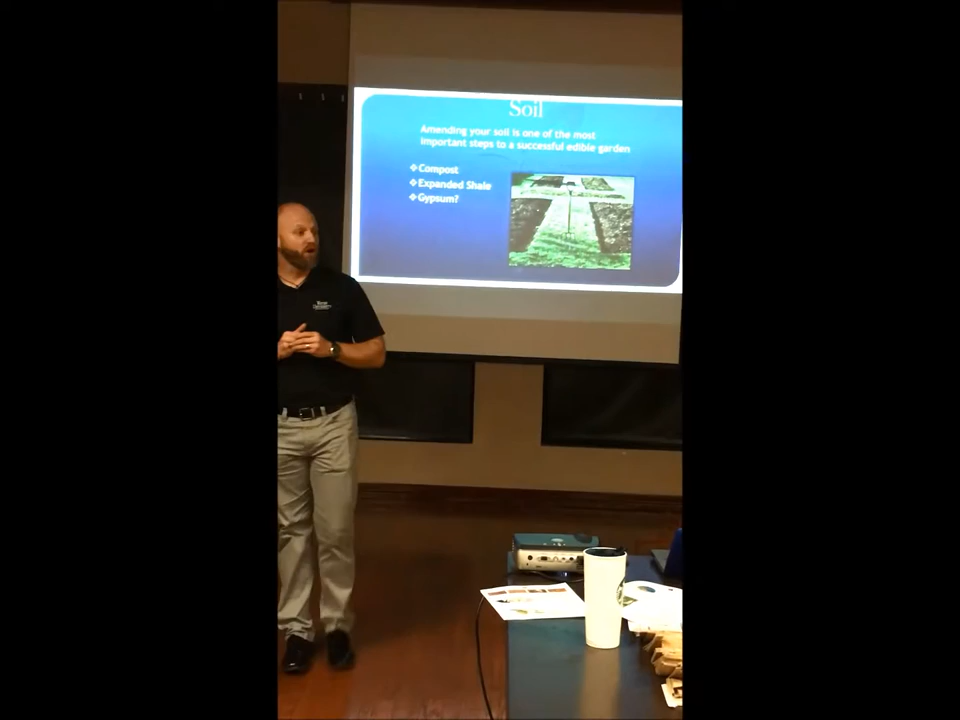 Soil
Amending your soil is one of the most
important steps to a successful edible garden
❖Compost
❖Expanded Shale
❖Gypsum?